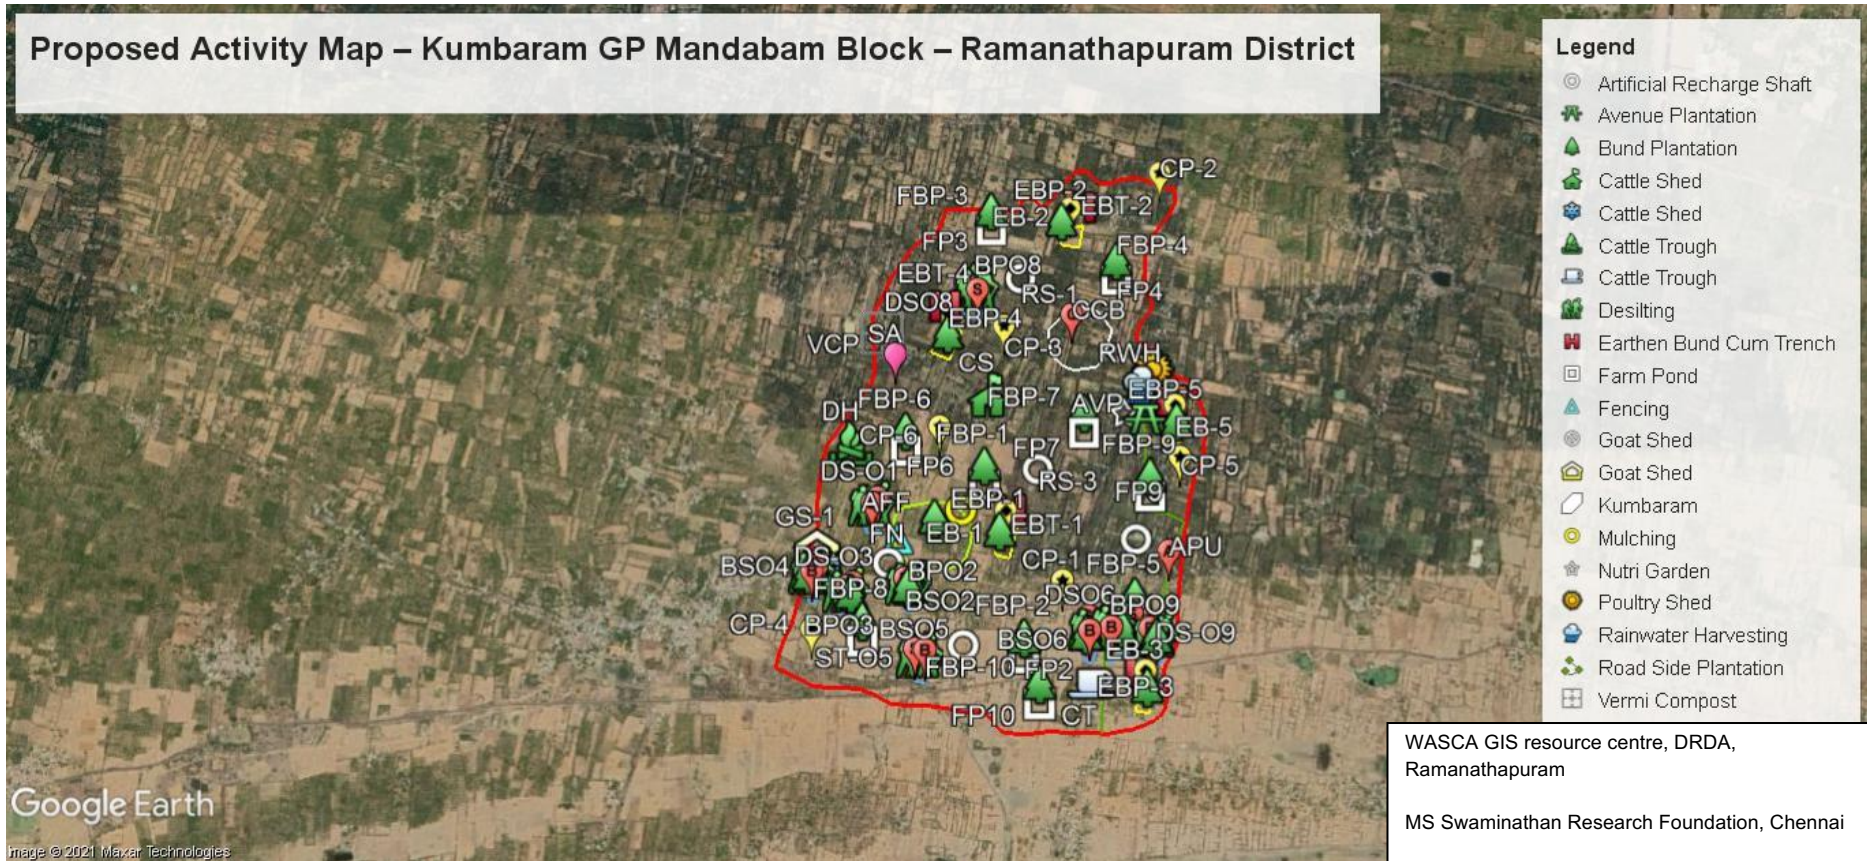 Proposed Activity Map – Kumbaram GP Mandabam Block – Ramanathapuram District
Legend
Artificial Recharge Shaft
Avenue Plantation
Bund Plantation
Cattle Shed
Cattle Shed
Cattle Trough
Cattle Trough
Desilting
Earthen Bund Cum Trench
Farm Pond
Fencing
Goat Shed
Goat Shed
Kumbaram
Mulching
Nutri Garden
Poultry Shed
Rainwater Harvesting
Road Side Plantation
Vermi Compost
CP-2
FBP-3
EBP-2
EB-2
EBT-2
FP3
FBP-4
EBT-4
BPO8
RS-1
FP4
DSO8
EBP-4
CCB
VCP
SA
CP-3
RWH
CS
FBP-6
FBP-7
AVP
EBP-5
DH
CP-6
FBP-1
FP7
FBP-9
EB-5
DS-O1
FP6
RS-3
CP-5
FP9
AFF
EBP-1
GS-1
FN
EB-1
EBT-1
APU
BSO4
DS-O3
BPO2
CP-1
FBP-5
FBP-8
BSO2
FBP-2
DSO6
BPO9
CP-4
BPO3
BSO5
BSO6
EB-3
DS-O9
ST-O5
FBP-10
FP2
EBP-3
FP10
CT
WASCA GIS resource centre, DRDA,
Ramanathapuram
MS Swaminathan Research Foundation, Chennai
Google Earth
Image © 2021 Maxar Technologies